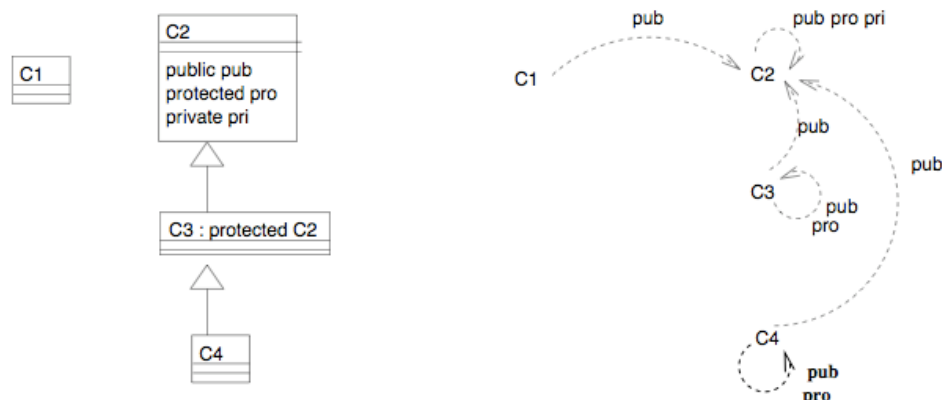 C1
C2
public pub
protected pro
private pri
C3 : protected C2
C4
pub
pub pro pri
C1
C2
pub
pub
C3
pub
pro
C4
pub
pro